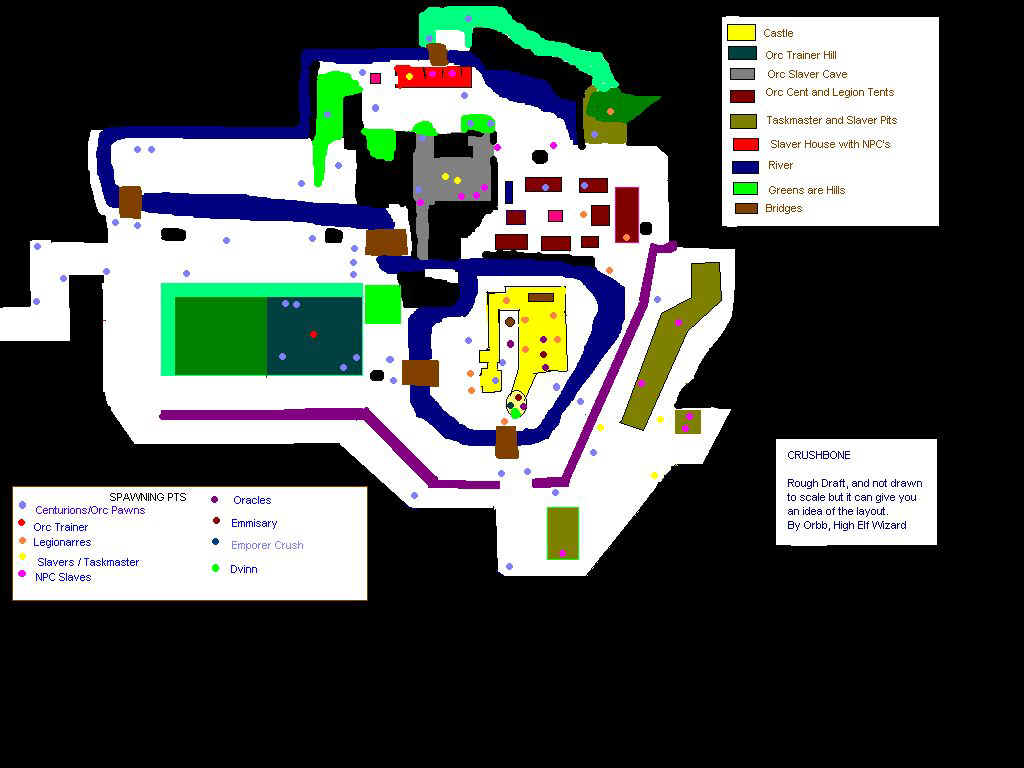 Castle
Orc Trainer Hill
Orc Slaver Cave
Orc Cent and Legion Tents
Taskmaster and Slaver Pits
Slaver House with NPC's
River
Greens are Hills
Bridges
CRUSHBONE
Rough Draft, and not drawn
to scale but it can give you
an idea of the layout.
By Orbb, High Elf Wizard
SPAWNING PTS
Centurions/Orc Pawns
Orc Trainer
Legionarres
Slavers / Taskmaster
NPC Slaves
Oracles
Emmisary
Emporer Crush
Dvinn